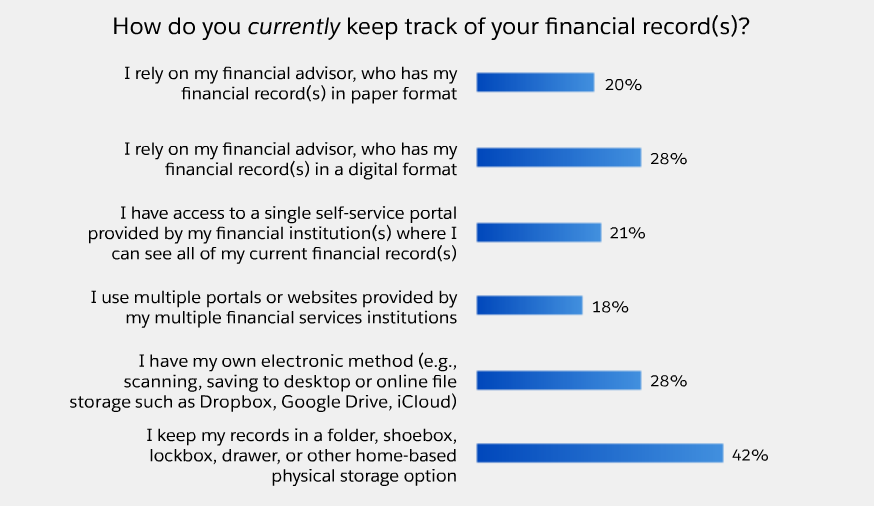 How do you currently keep track of your financial record(s)?
I rely on my financial advisor, who has my
financial record(s) in paper format
20%
I rely on my financial advisor, who has my
financial record(s) in a digital format
28%
I have access to a single self-service portal
provided by my financial institution(s) where I
can see all of my current financial record(s)
21%
I use multiple portals or websites provided by
my multiple financial services institutions
18%
I have my own electronic method (e.g.,
scanning, saving to desktop or online file
storage such as Dropbox, Google Drive, iCloud)
28%
I keep my records in a folder, shoebox,
lockbox, drawer, or other home-based
physical storage option
42%